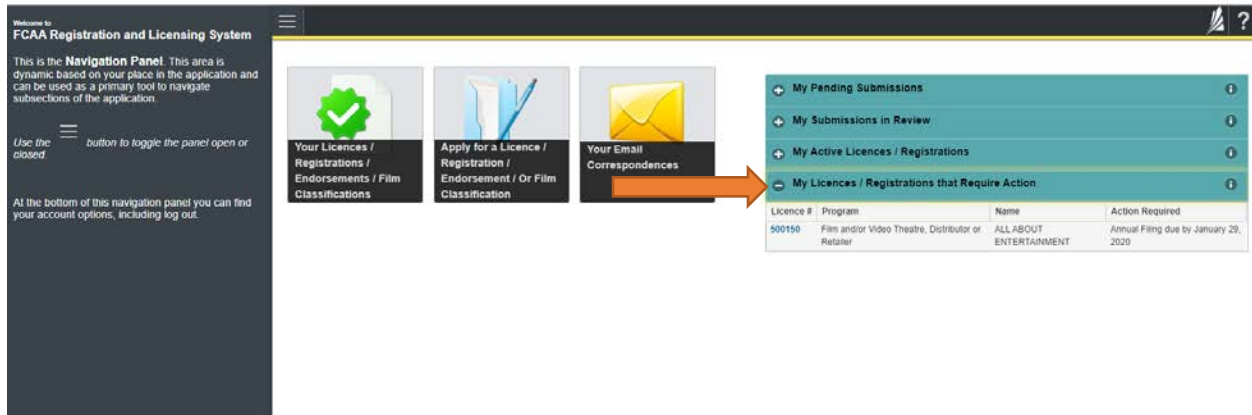 Welcome to
FCAA Registration and Licensing System
This is the Navigation Panel. This area is
dynamic based on your place in the application and
can be used as a primary tool to navigate
subsections of the application.
Use the button to toggle the panel open or
closed.
At the bottom of this navigation panel you can find
your account options, including log out.
?
Your Licences /
Registrations /
Endorsements / Film
Classifications
Apply for a Licence /
Registration /
Endorsement / Or Film
Classification
Your Email
Correspondences
My Pending Submissions
My Submissions in Review
My Active Licences / Registrations
My Licences / Registrations that Require Action
Licence # Program Name Action Required
500150 Film and/or Video Theatre, Distributor or ALL ABOUT Annual Filing due by January 29,
Retailer ENTERTAINMENT 2020